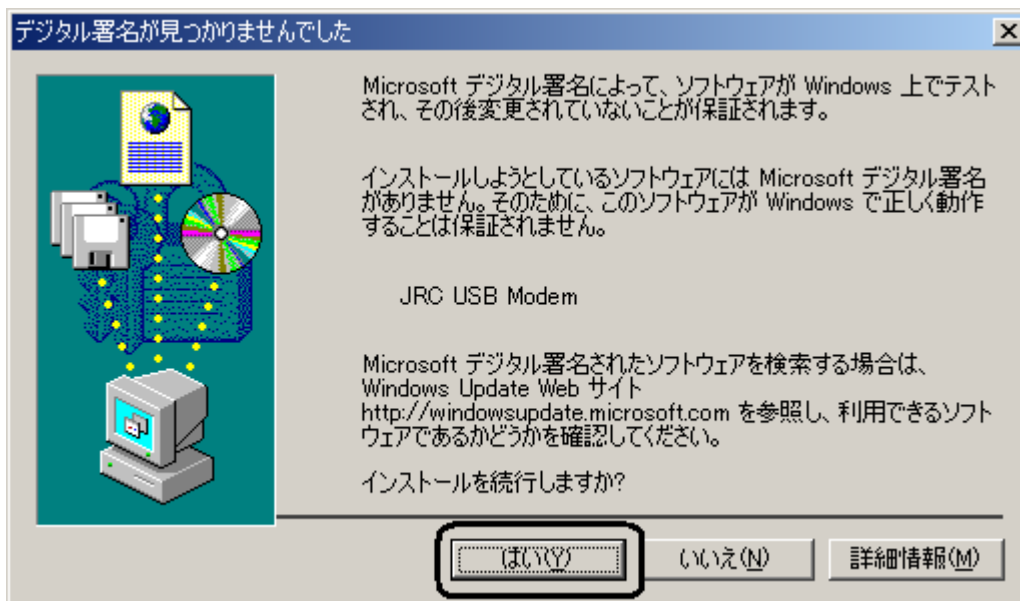 デジタル署名が見つかりませんでした
Microsoft デジタル署名によって、ソフトウェアが Windows 上でテスト
され、その後変更されていないことが保証されます。
インストールしようとしているソフトウェアには Microsoft デジタル署名
がありません。そのために、このソフトウェアが Windows で正しく動作
することは保証されません。
JRC USB Modem
Microsoft デジタル署名されたソフトウェアを検索する場合は、
Windows Update Web サイト
http://windowsupdate.microsoft.com を参照し、利用できるソフト
ウェアであるかどうかを確認してください。
インストールを続行しますか?
はい(Y) いいえ(N) 詳細情報(M)